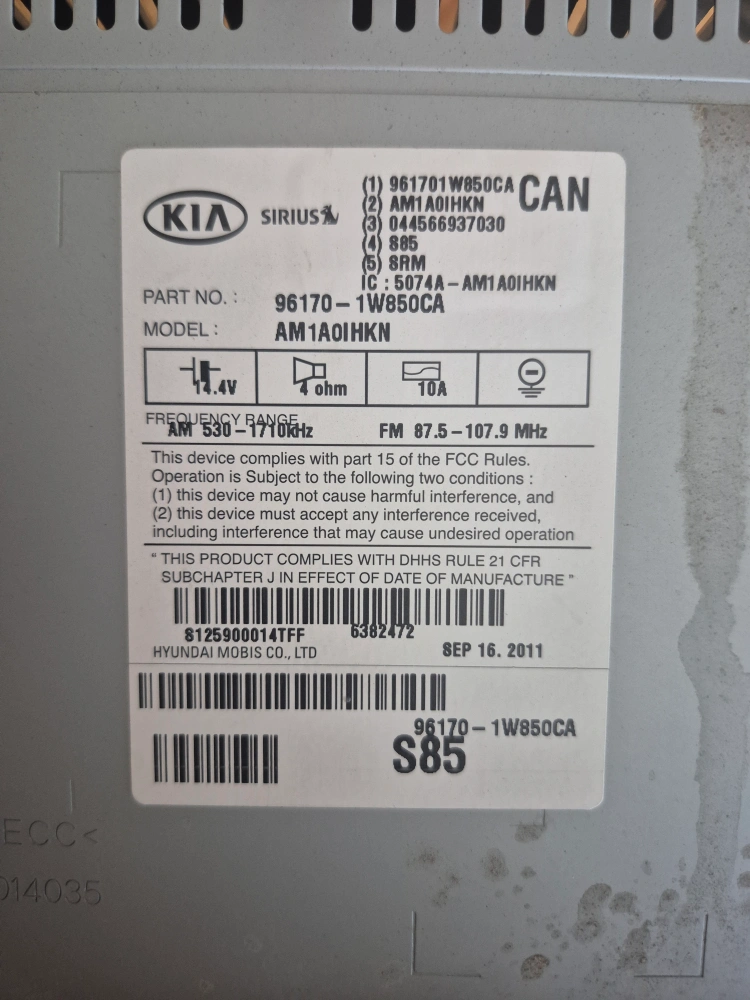 KIA SIRIUS
(1) 961701W850CA CAN
(2) AM1A0IHKN
(3) 044566937030
(4) S85
(5) 8RM
IC : 5074A-AM1A0IHKN
PART NO. : 96170-1W850CA
MODEL : AM1A0IHKN
14.4V 4 ohm 10A
FREQUENCY RANGE
AM 530-1710kHz FM 87.5-107.9 MHz
This device complies with part 15 of the FCC Rules.
Operation is Subject to the following two conditions :
(1) this device may not cause harmful interference, and
(2) this device must accept any interference received,
including interference that may cause undesired operation
" THIS PRODUCT COMPLIES WITH DHHS RULE 21 CFR
SUBCHAPTER J IN EFFECT OF DATE OF MANUFACTURE "
8125900014TFF 6382472
HYUNDAI MOBIS CO., LTD SEP 16. 2011
96170-1W850CA
S85
ECC<
014035